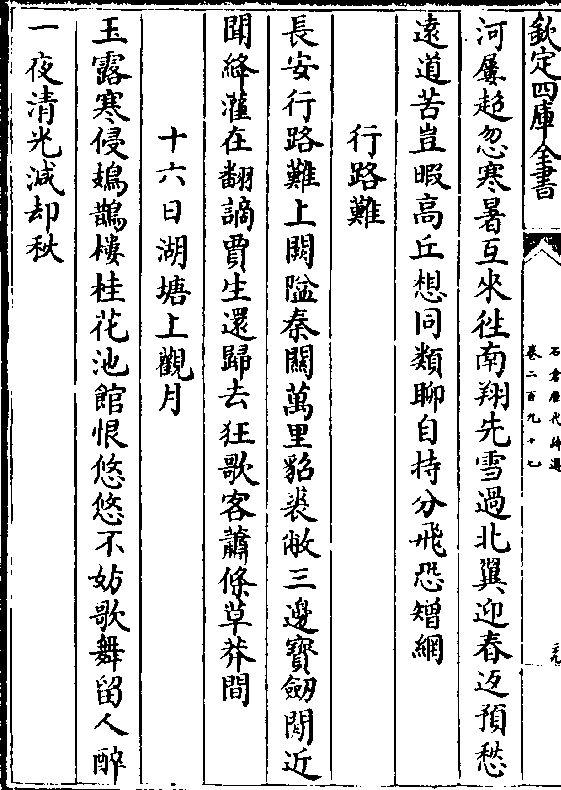 欽定四庫全書
石倉歷代詩選
卷二百九十七
河屢超忽寒暑互來徃南翔先雪過北翼迎春返預愁
遠道苦豈暇高丘想同類聊自持分飛恐矰網
行路難
長安行路難上闕隘秦關萬里貂裘敝三邊寶劒閒近
聞絳灌在翻謫賈生還歸去狂歌客蕭條草莽間
十六日湖塘上觀月
玉露寒侵鳷鵲樓桂花池館恨悠悠不妨歌舞留人醉
一夜清光減却秋